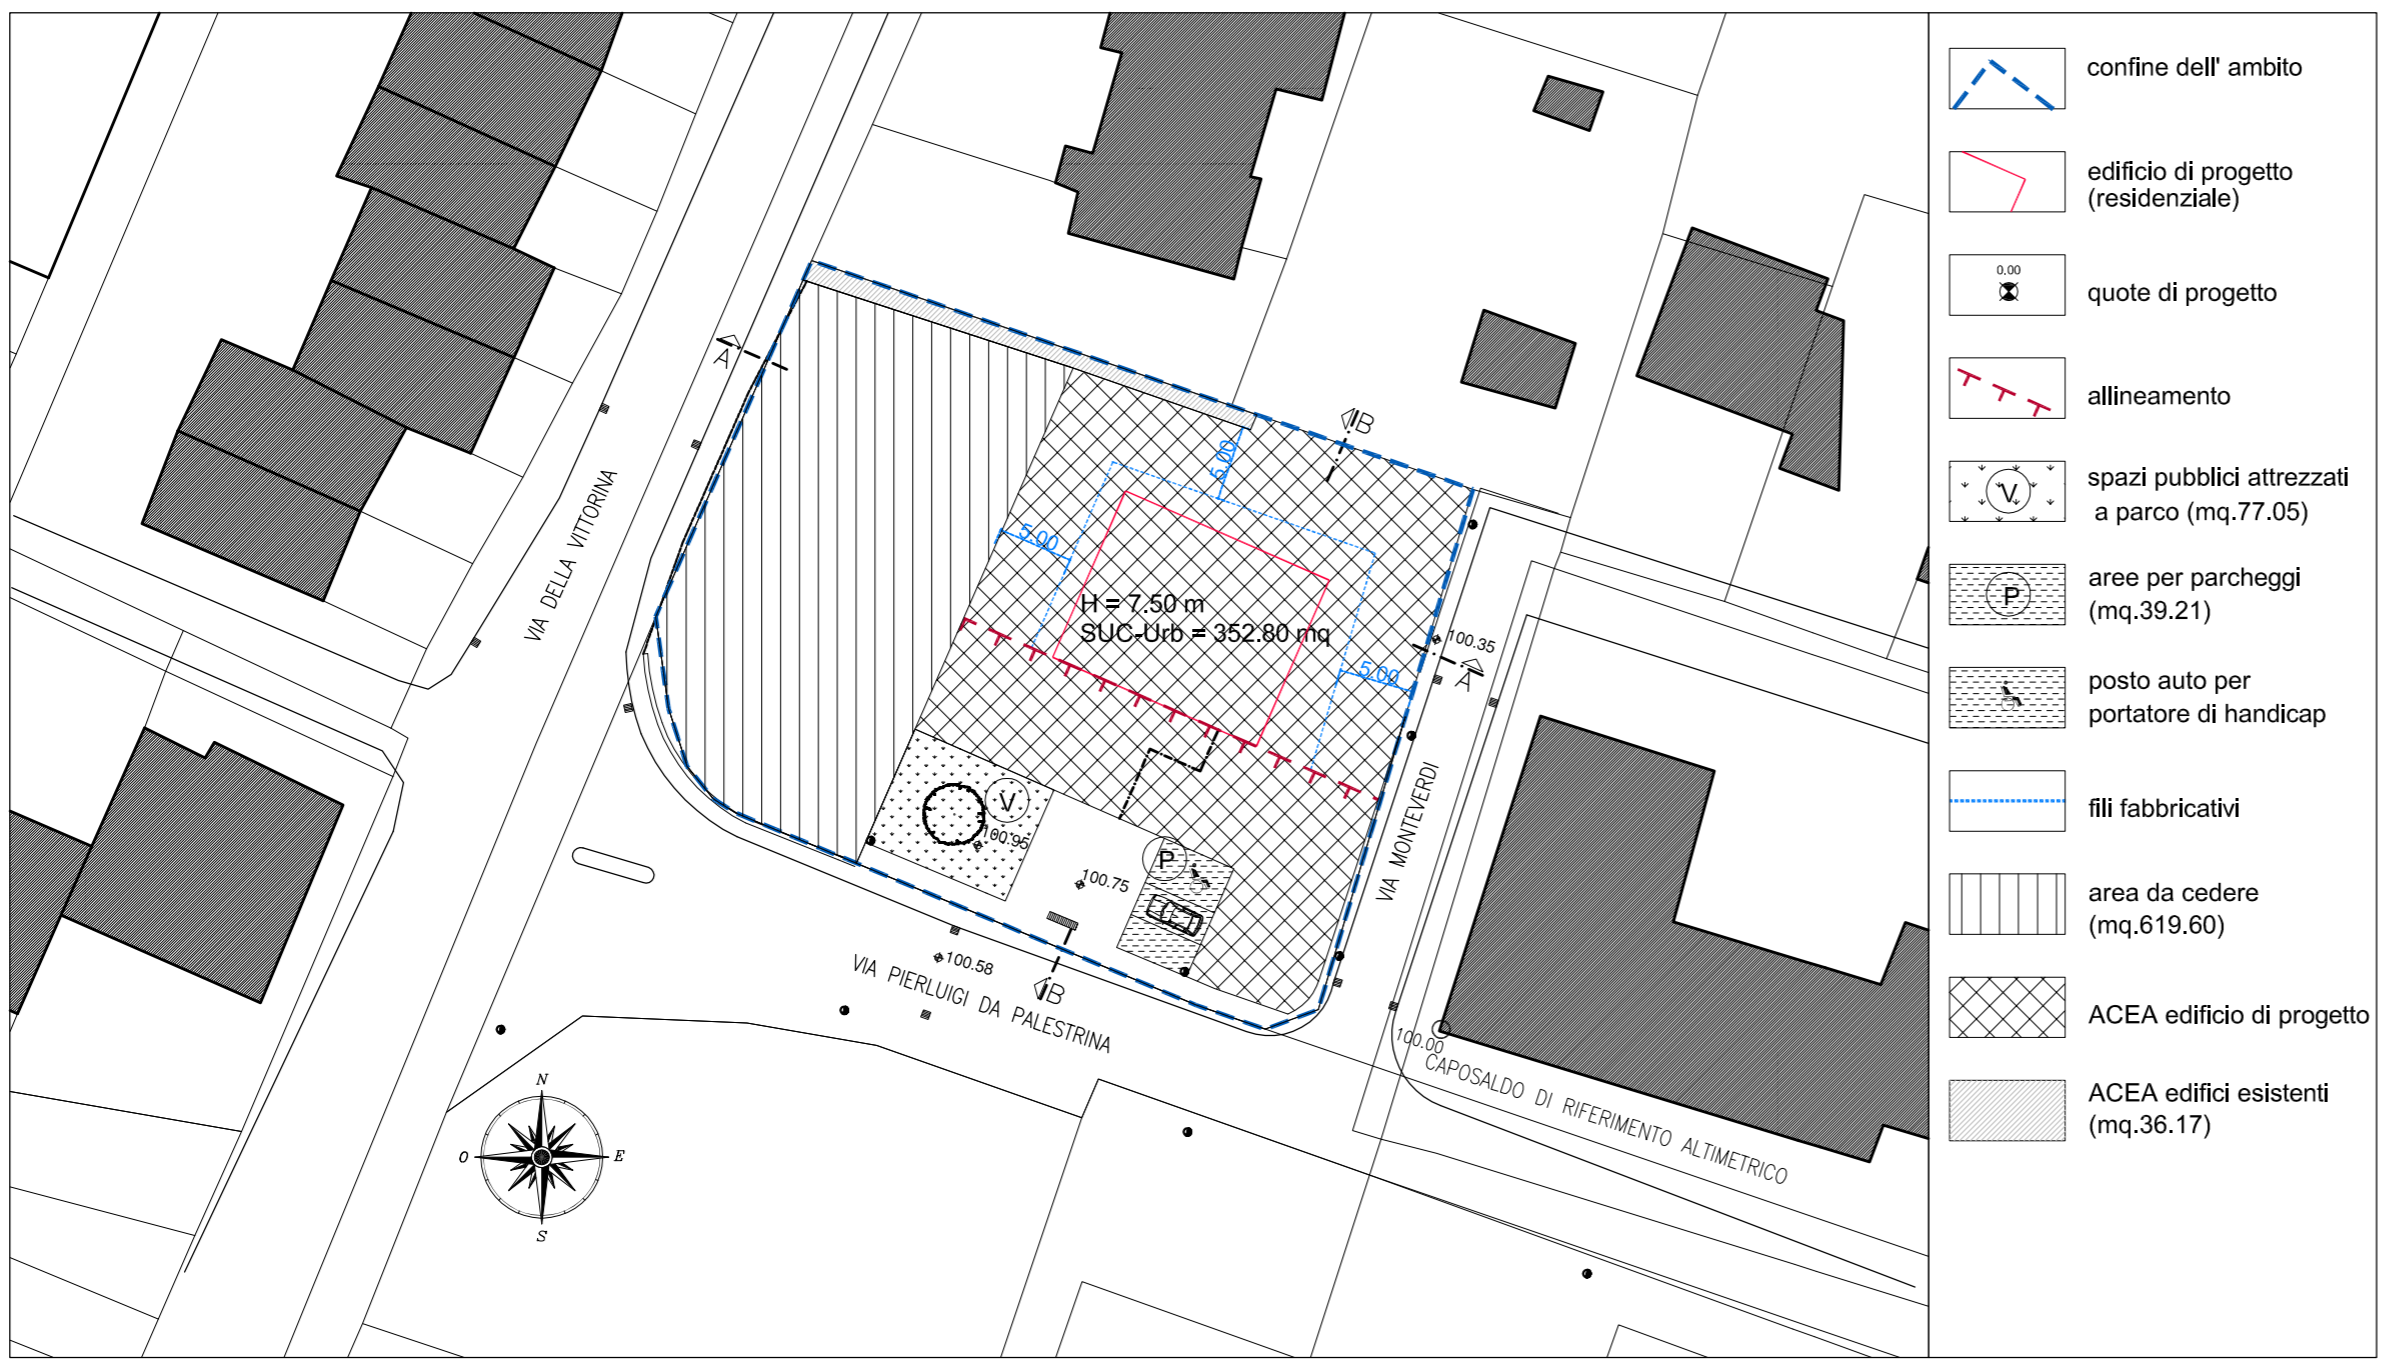 A
B
5.00
5.00
VIA DELLA VITTORINA
H = 7.50 m
SUC-Urb = 352.80 mq
100.35
A
5.00
VIA MONTEVERDI
V
100.95
P
100.75
100.58
B
VIA PIERLUIGI DA PALESTRINA
100.00
CAPOSALDO DI RIFERIMENTO ALTIMETRICO
N
O
E
S
confine dell' ambito
edificio di progetto
(residenziale)
0.00
quote di progetto
allineamento
V
spazi pubblici attrezzati
a parco (mq.77.05)
P
aree per parcheggi
(mq.39.21)
posto auto per
portatore di handicap
fili fabbricativi
area da cedere
(mq.619.60)
ACEA edificio di progetto
ACEA edifici esistenti
(mq.36.17)